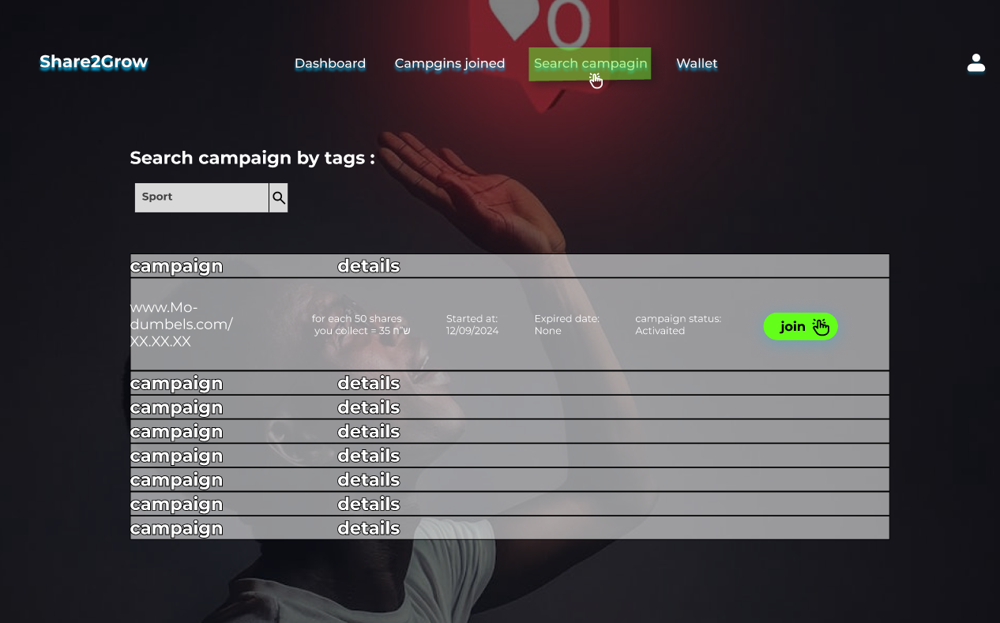 0
Share2Grow
Dashboard
Campgins joined
Search campagin
Wallet
Search campaign by tags :
Sport
campaign details
www.Mo-
dumbels.com/
XX.XX.XX
for each 50 shares
you collect = 35 ש"ח
Started at:
12/09/2024
Expired date:
None
campaign status:
Activaited
join
campaign details
campaign details
campaign details
campaign details
campaign details
campaign details
campaign details